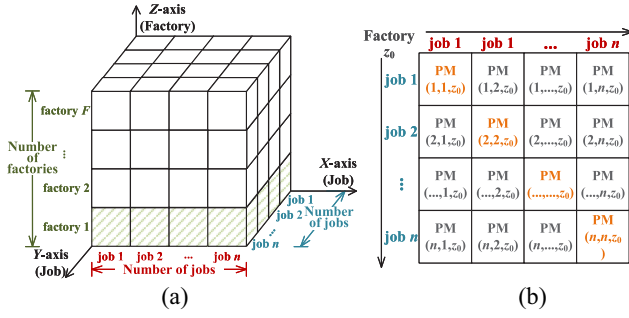 Z-axis
(Factory)
factory F
Number of factories
...
factory 2
factory 1
X-axis
(Job)
job 1
job 2
...
job n
Number of jobs
Y-axis
(Job)
job 1 job 2 ... job n
Number of jobs
(a)
Factory
z0
job 1 job 1 ... job n
job 1
PM PM PM PM
(1,1,z0) (1,2,z0) (1,...,z0) (1,n,z0)
job 2
PM PM PM PM
(2,1,z0) (2,2,z0) (2,...,z0) (2,n,z0)
...
PM PM PM PM
(...,1,z0) (...,2,z0) (...,...,z0) (...,n,z0)
job n
PM PM PM PM
(n,1,z0) (n,2,z0) (n,...,z0) (n,n,z0
)
(b)